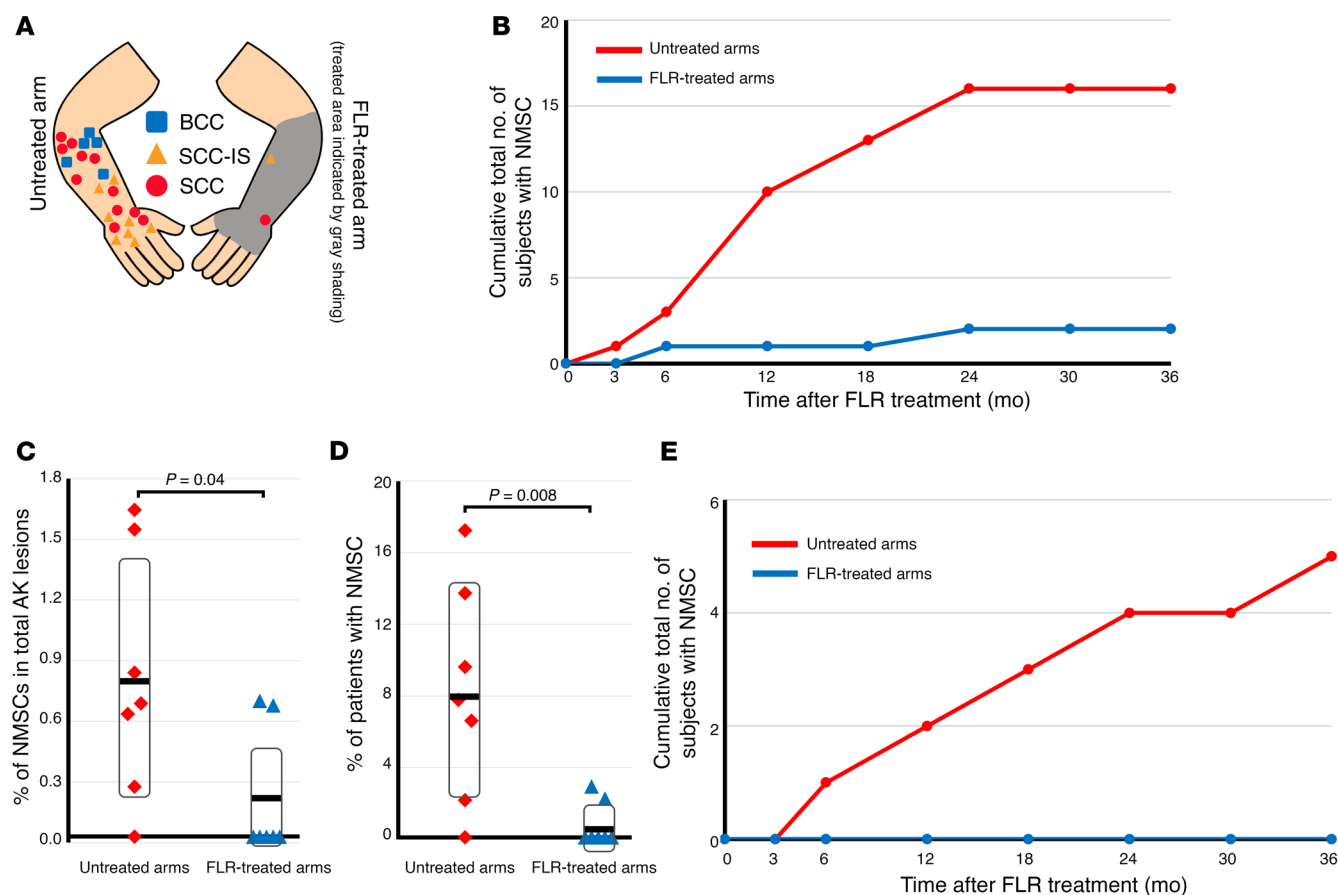 A
Untreated arm
BCC
SCC-IS
SCC
FLR-treated arm
(treated area indicated by gray shading)
B
Cumulative total no. of
subjects with NMSC
20
15
10
5
0
Untreated arms
FLR-treated arms
0 3 6 12 18 24 30 36
Time after FLR treatment (mo)
C
% of NMSCs in total AK lesions
1.8
1.5
1.2
0.9
0.6
0.3
0.0
P = 0.04
Untreated arms FLR-treated arms
D
% of patients with NMSC
20
16
12
8
4
0
P = 0.008
Untreated arms FLR-treated arms
E
Cumulative total no. of
subjects with NMSC
6
4
2
0
Untreated arms
FLR-treated arms
0 3 6 12 18 24 30 36
Time after FLR treatment (mo)